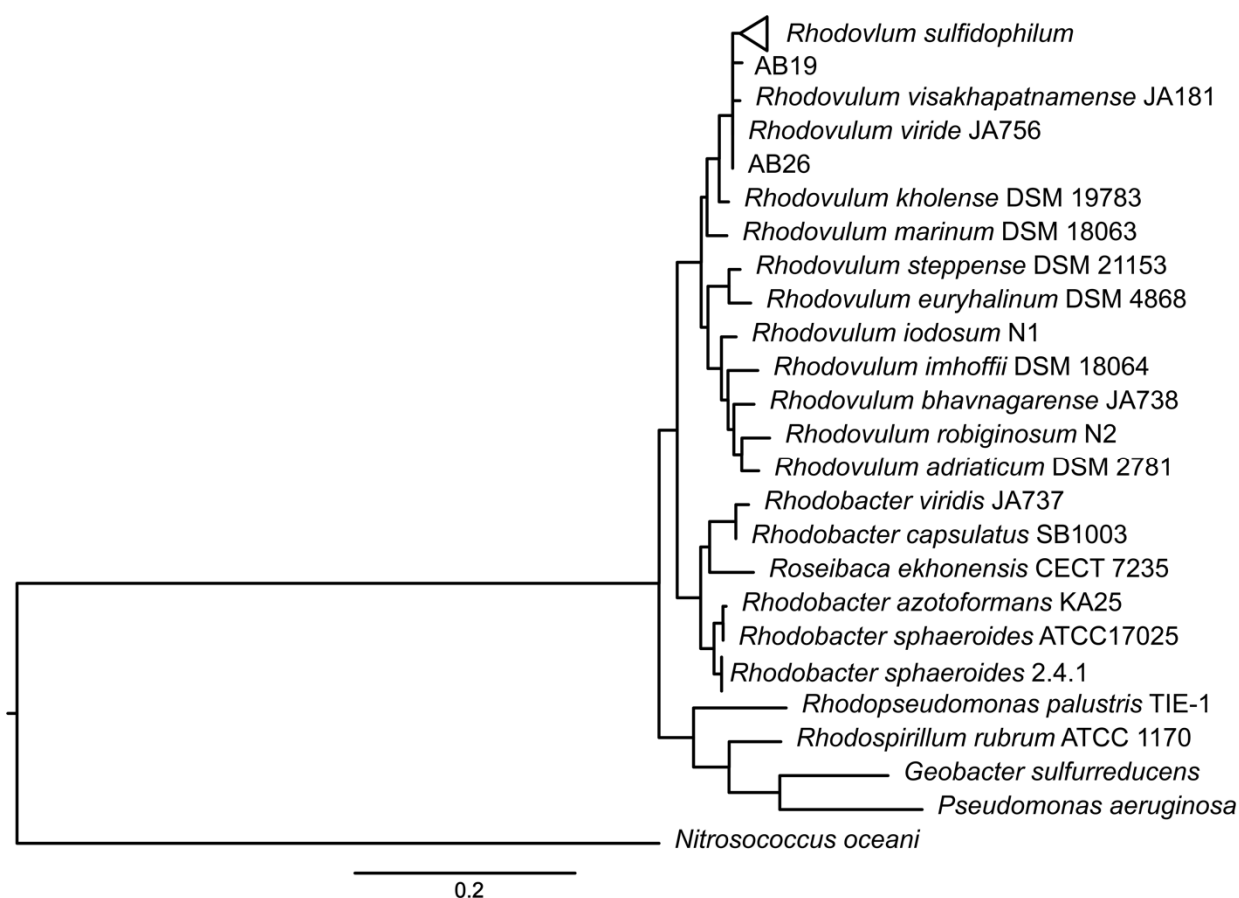 Rhodovlum sulfidophilum
AB19
Rhodovulum visakhapatnamense JA181
Rhodovulum viride JA756
AB26
Rhodovulum kholense DSM 19783
Rhodovulum marinum DSM 18063
Rhodovulum steppense DSM 21153
Rhodovulum euryhalinum DSM 4868
Rhodovulum iodosum N1
Rhodovulum imhoffii DSM 18064
Rhodovulum bhavnagarense JA738
Rhodovulum robiginosum N2
Rhodovulum adriaticum DSM 2781
Rhodobacter viridis JA737
Rhodobacter capsulatus SB1003
Roseibaca ekhonensis CECT 7235
Rhodobacter azotoformans KA25
Rhodobacter sphaeroides ATCC17025
Rhodobacter sphaeroides 2.4.1
Rhodopseudomonas palustris TIE-1
Rhodospirillum rubrum ATCC 1170
Geobacter sulfurreducens
Pseudomonas aeruginosa
Nitrosococcus oceani
0.2